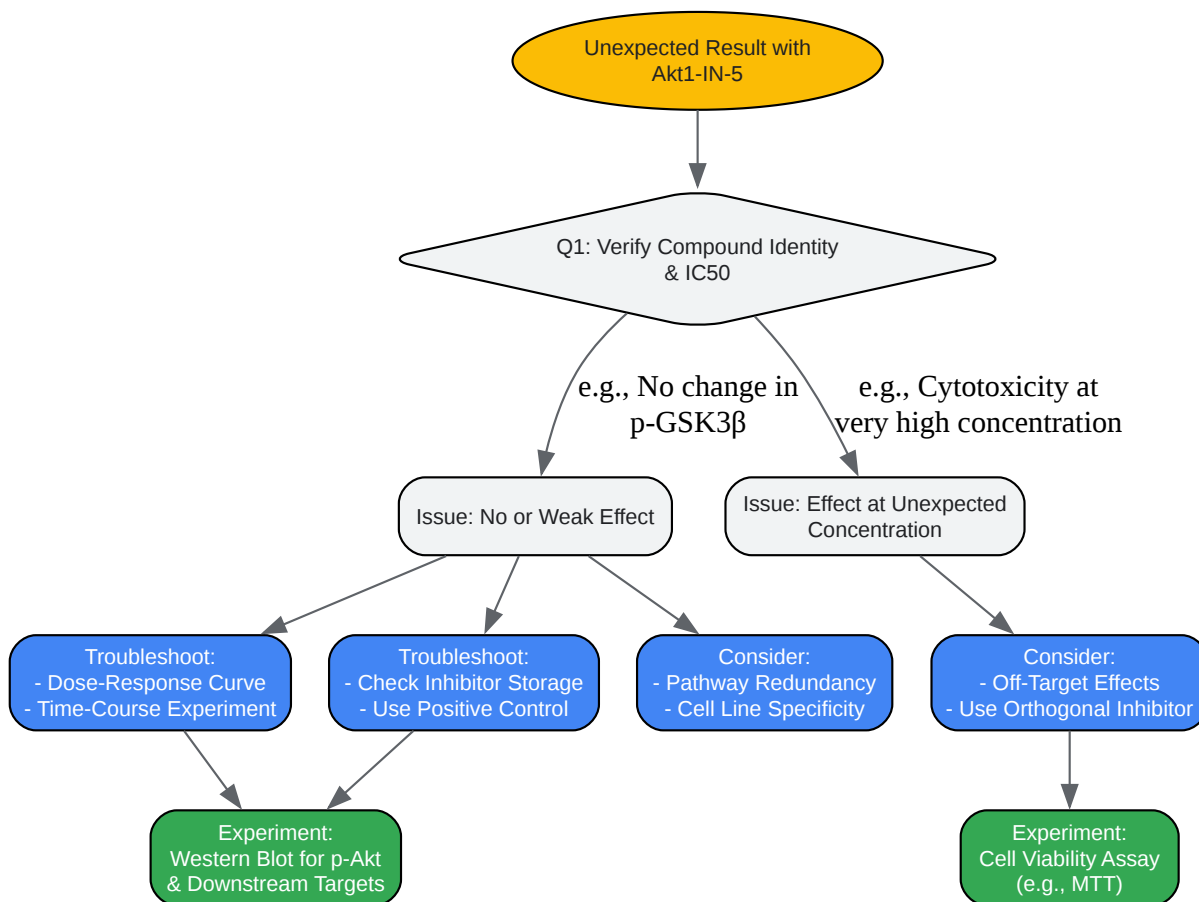 Unexpected Result with
Akt1-IN-5
Q1: Verify Compound Identity
& IC50
e.g., No change in
p-GSK3β
e.g., Cytotoxicity at
very high concentration
Issue: No or Weak Effect
Issue: Effect at Unexpected
Concentration
Troubleshoot:
- Dose-Response Curve
- Time-Course Experiment
Troubleshoot:
- Check Inhibitor Storage
- Use Positive Control
Consider:
- Pathway Redundancy
- Cell Line Specificity
Consider:
- Off-Target Effects
- Use Orthogonal Inhibitor
Experiment:
Western Blot for p-Akt
& Downstream Targets
Experiment:
Cell Viability Assay
(e.g., MTT)